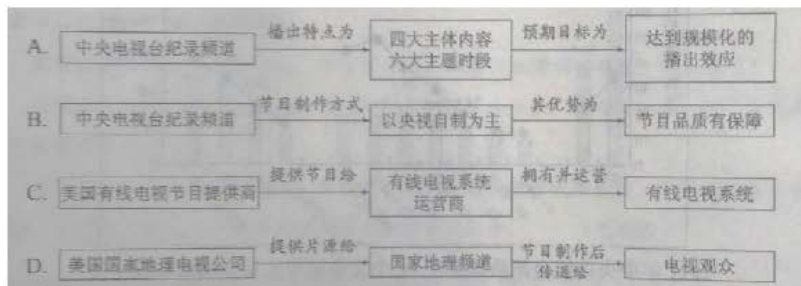 播出特点为 预期目标为
A. 中央电视台纪录频道 四大主体内容 达到规模化的
六大主题时段 播出效应
节目制作方式 其优势为
B. 中央电视台纪录频道 以央视自制为主 节目品质有保障
提供节目给 拥有并运营
C. 美国有线电视节目提供商 有线电视系统 有线电视系统
运营商
提供片源给 节目制作后
D. 美国国家地理电视公司 国家地理频道 传递给 电视观众